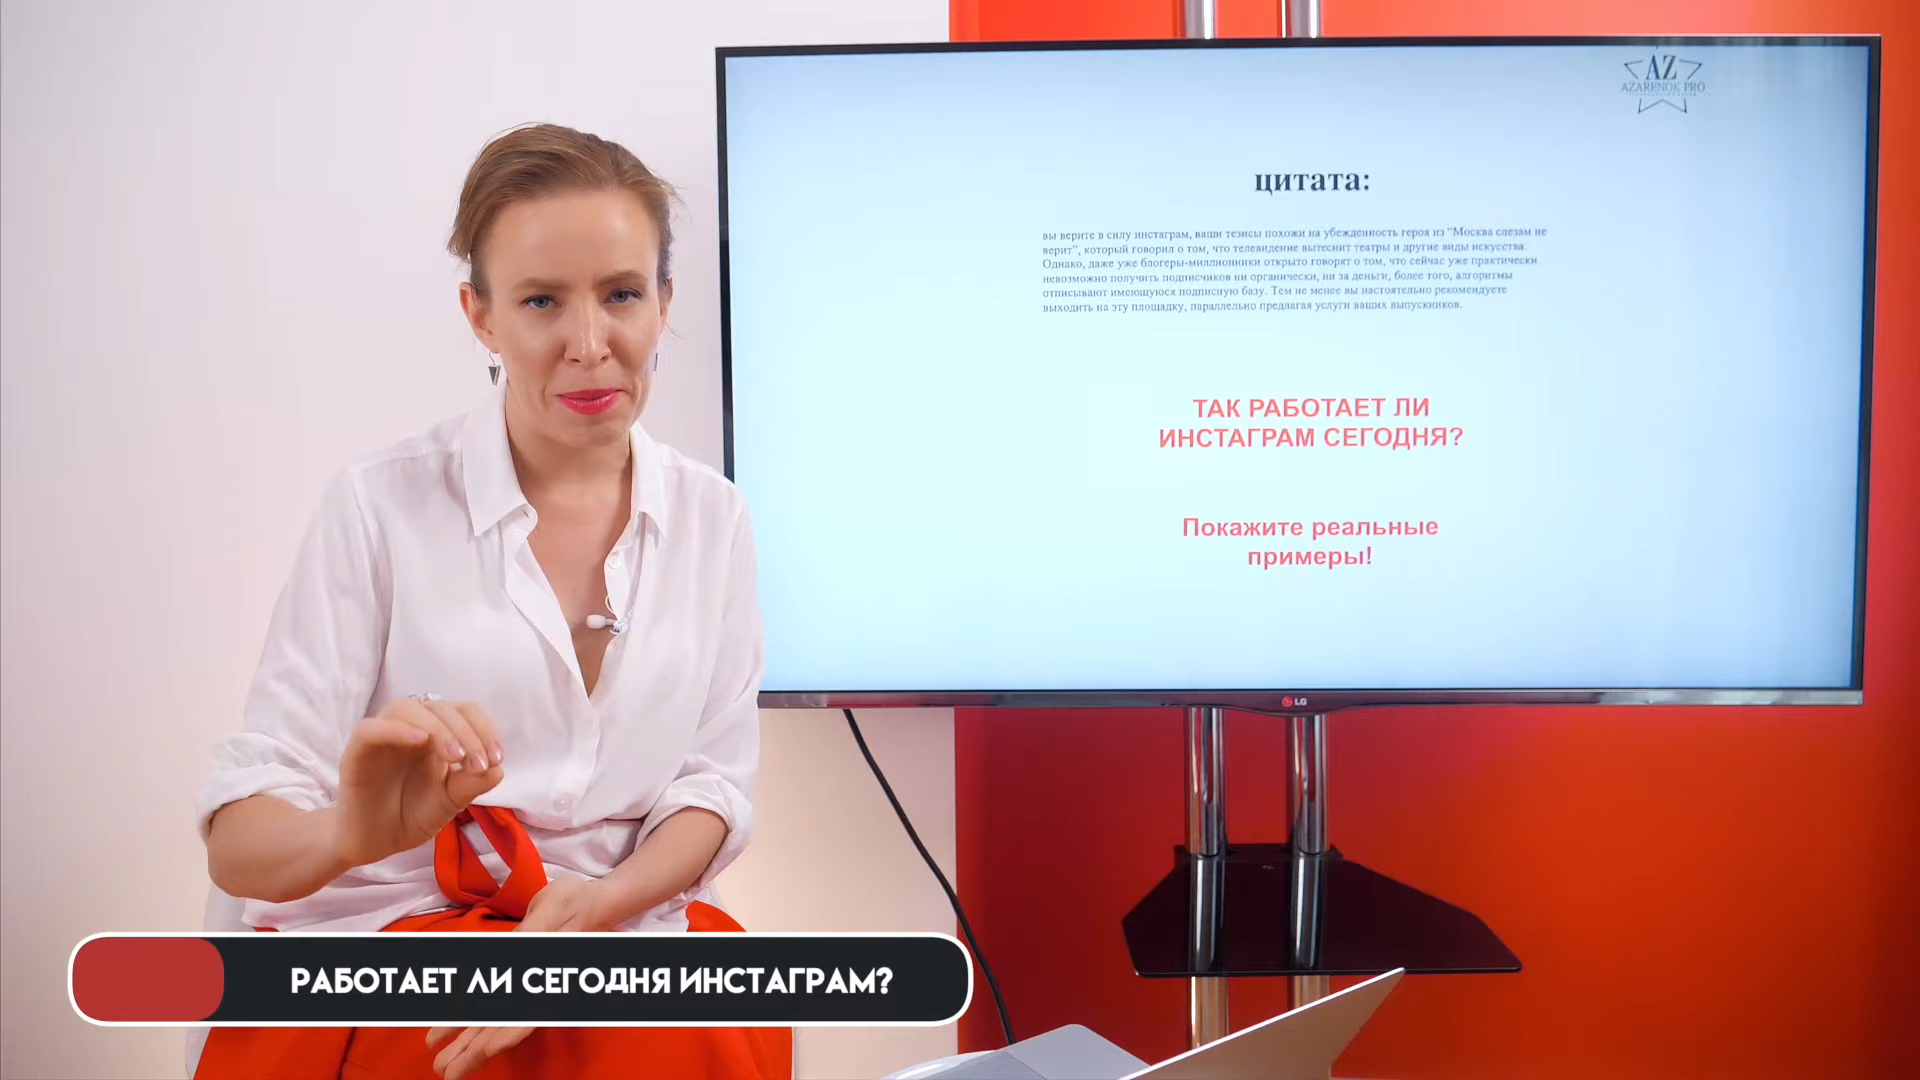 AZ
AZARENOK PRO
цитата:
вы верите в силу инстаграм, ваши тезисы похожи на убежденность героя из "Москва слезам не
верит", который говорил о том, что телевидение вытеснит театры и другие виды искусства.
Однако, даже уже блогеры-миллионники открыто говорят о том, что сейчас уже практически
невозможно получить подписчиков ни органически, ни за деньги, более того, алгоритмы
отписывают имеющуюся подписную базу. Тем не менее вы настоятельно рекомендуете
выходить на эту площадку, параллельно предлагая услуги ваших выпускников.
ТАК РАБОТАЕТ ЛИ
ИНСТАГРАМ СЕГОДНЯ?
Покажите реальные
примеры!
LG
РАБОТАЕТ ЛИ СЕГОДНЯ ИНСТАГРАМ?